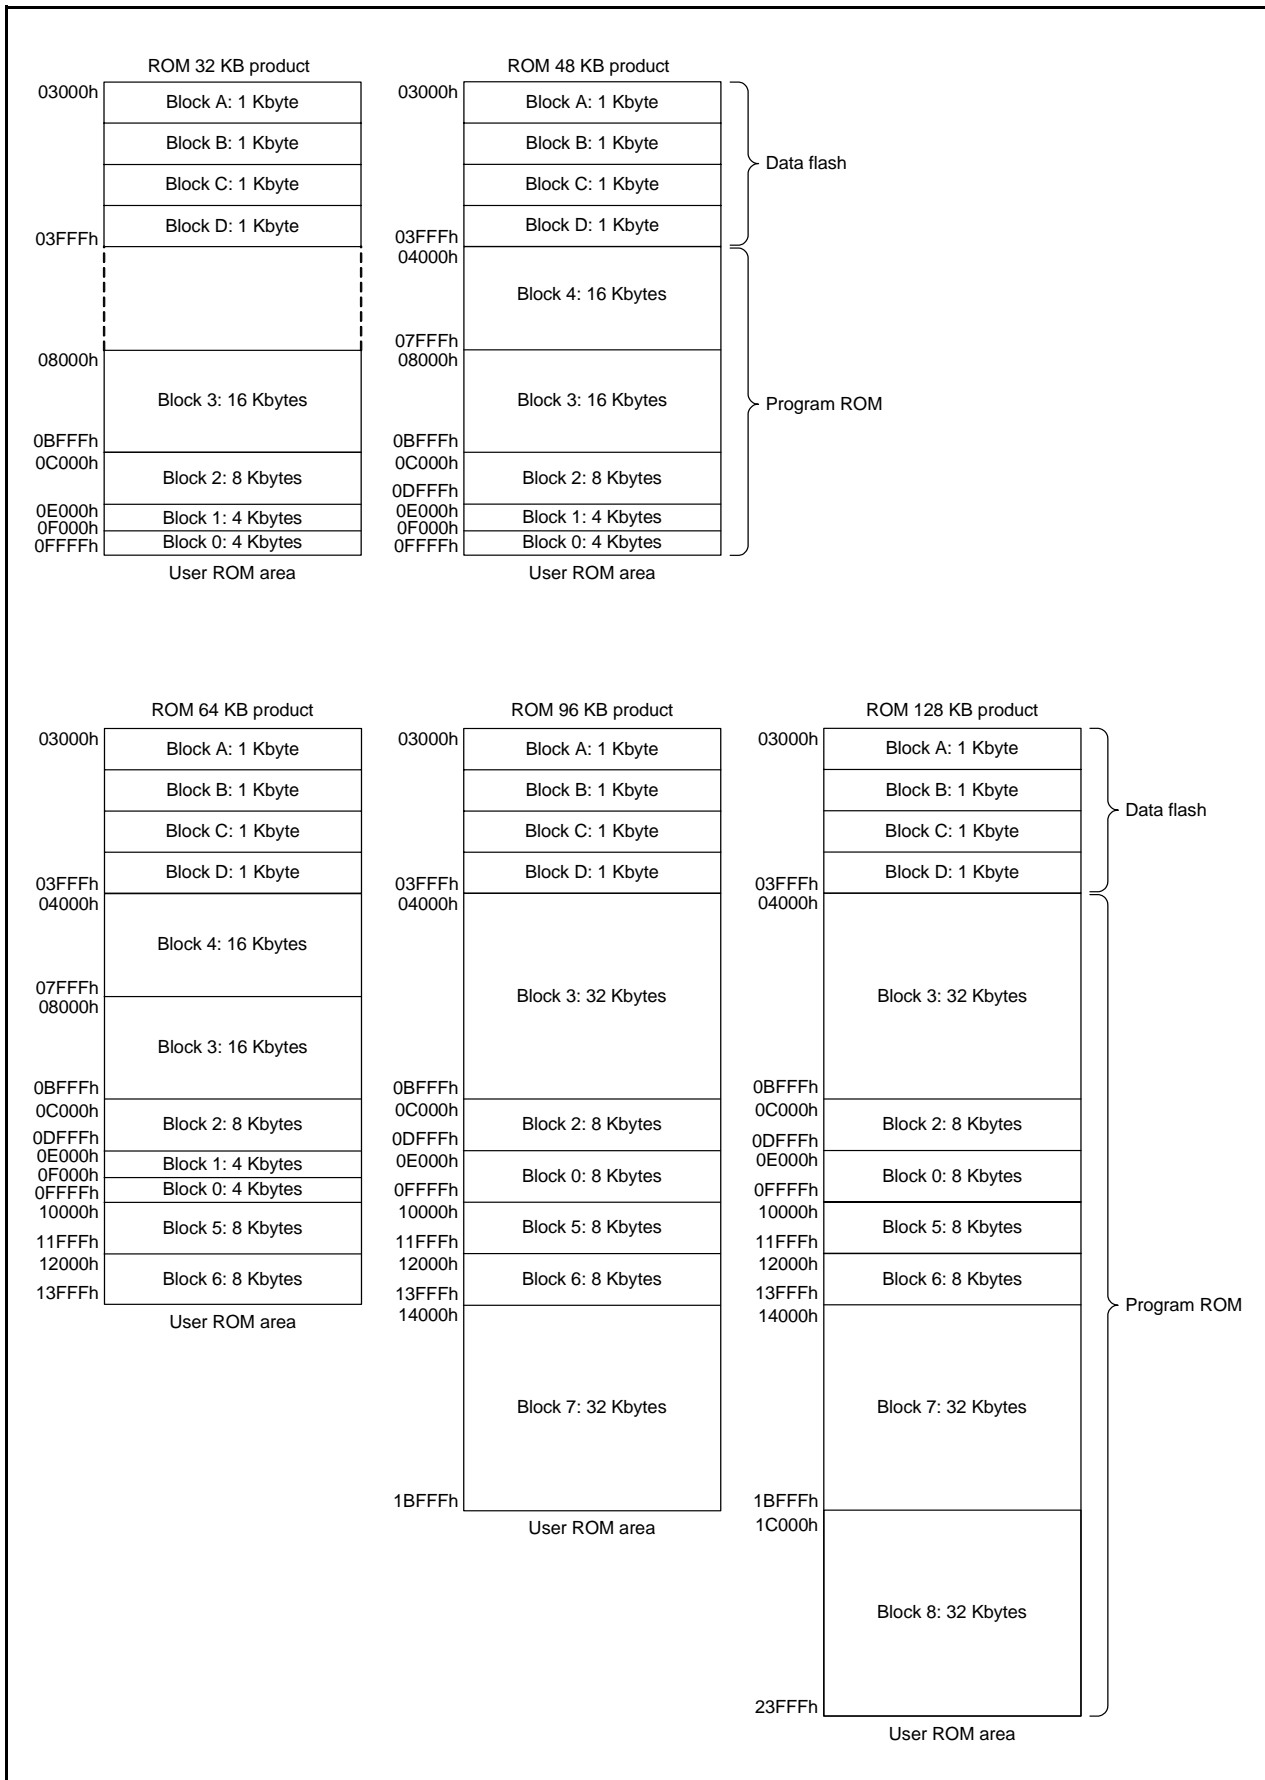 ROM 32 KB product
03000h
Block A: 1 Kbyte
Block B: 1 Kbyte
Block C: 1 Kbyte
Block D: 1 Kbyte
03FFFh
08000h
Block 3: 16 Kbytes
0BFFFh
0C000h
Block 2: 8 Kbytes
0E000h
Block 1: 4 Kbytes
0F000h
Block 0: 4 Kbytes
0FFFFh
User ROM area
ROM 48 KB product
03000h
Block A: 1 Kbyte
Block B: 1 Kbyte
Block C: 1 Kbyte
Block D: 1 Kbyte
03FFFh
04000h
Block 4: 16 Kbytes
07FFFh
08000h
Block 3: 16 Kbytes
0BFFFh
0C000h
Block 2: 8 Kbytes
0DFFFh
0E000h
Block 1: 4 Kbytes
0F000h
Block 0: 4 Kbytes
0FFFFh
User ROM area
Data flash
Program ROM
ROM 64 KB product
03000h
Block A: 1 Kbyte
Block B: 1 Kbyte
Block C: 1 Kbyte
Block D: 1 Kbyte
03FFFh
04000h
Block 4: 16 Kbytes
07FFFh
08000h
Block 3: 16 Kbytes
0BFFFh
0C000h
Block 2: 8 Kbytes
0DFFFh
0E000h
Block 1: 4 Kbytes
0F000h
Block 0: 4 Kbytes
0FFFFh
10000h
Block 5: 8 Kbytes
11FFFh
12000h
Block 6: 8 Kbytes
13FFFh
User ROM area
ROM 96 KB product
03000h
Block A: 1 Kbyte
Block B: 1 Kbyte
Block C: 1 Kbyte
Block D: 1 Kbyte
03FFFh
04000h
Block 3: 32 Kbytes
0BFFFh
0C000h
Block 2: 8 Kbytes
0DFFFh
0E000h
Block 0: 8 Kbytes
0FFFFh
10000h
Block 5: 8 Kbytes
11FFFh
12000h
Block 6: 8 Kbytes
13FFFh
14000h
Block 7: 32 Kbytes
1BFFFh
User ROM area
ROM 128 KB product
03000h
Block A: 1 Kbyte
Block B: 1 Kbyte
Block C: 1 Kbyte
Block D: 1 Kbyte
03FFFh
04000h
Block 3: 32 Kbytes
0BFFFh
0C000h
Block 2: 8 Kbytes
0DFFFh
0E000h
Block 0: 8 Kbytes
0FFFFh
10000h
Block 5: 8 Kbytes
11FFFh
12000h
Block 6: 8 Kbytes
13FFFh
14000h
Block 7: 32 Kbytes
1BFFFh
1C000h
Block 8: 32 Kbytes
23FFFh
User ROM area
Data flash
Program ROM